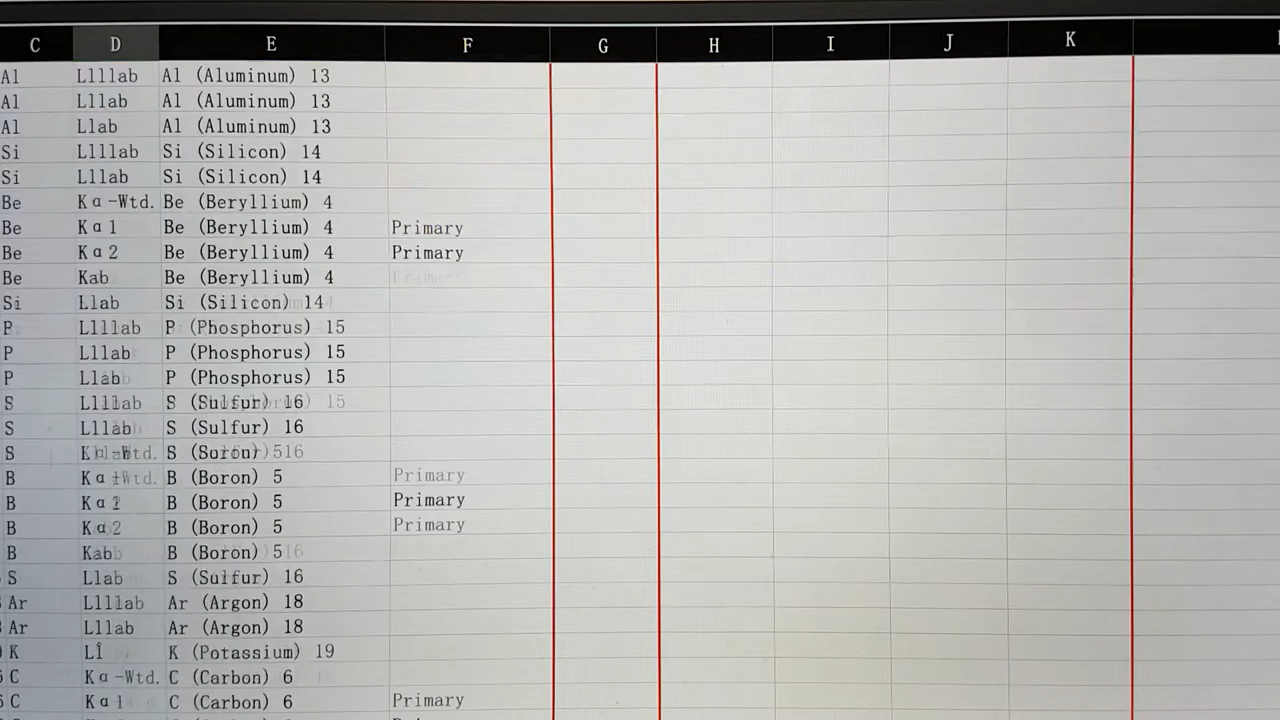 C D E F G H I J K
Al Llllab Al (Aluminum) 13
Al Lllab Al (Aluminum) 13
Al Llab Al (Aluminum) 13
Si Llllab Si (Silicon) 14
Si Lllab Si (Silicon) 14
Be Kα-Wtd. Be (Beryllium) 4
Be Kα1 Be (Beryllium) 4 Primary
Be Kα2 Be (Beryllium) 4 Primary
Be Kab Be (Beryllium) 4
Si Llab Si (Silicon) 14
P Llllab P (Phosphorus) 15
P Lllab P (Phosphorus) 15
P Llab P (Phosphorus) 15
S Llllab S (Sulfur) 16
S Lllab S (Sulfur) 16
S
B B (Boron) 5 Primary
B B (Boron) 5 Primary
B Kα2 B (Boron) 5 Primary
B Kab B (Boron) 5
S Llab S (Sulfur) 16
Ar Llllab Ar (Argon) 18
Ar Lllab Ar (Argon) 18
K LÎ K (Potassium) 19
C Kα-Wtd. C (Carbon) 6
C Kα1 C (Carbon) 6 Primary